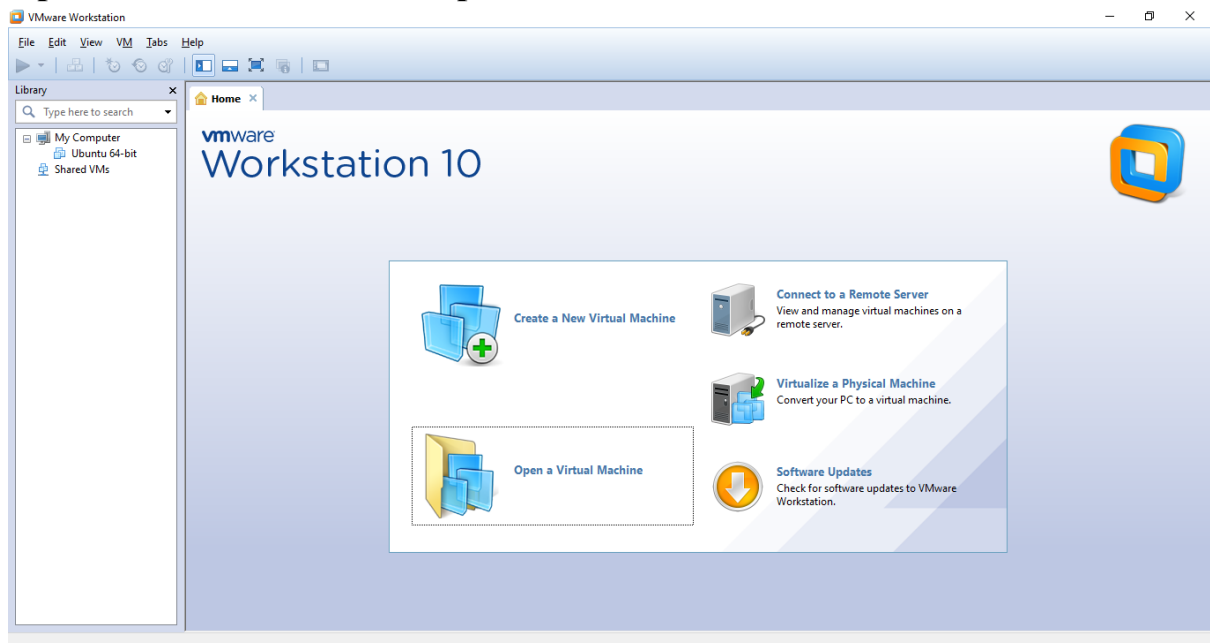 VMware Workstation
File Edit View VM Tabs Help
Library
Type here to search
My Computer
Ubuntu 64-bit
Shared VMs
Home
vmware
Workstation 10
Create a New Virtual Machine
Open a Virtual Machine
Connect to a Remote Server
View and manage virtual machines on a
remote server.
Virtualize a Physical Machine
Convert your PC to a virtual machine.
Software Updates
Check for software updates to VMware
Workstation.